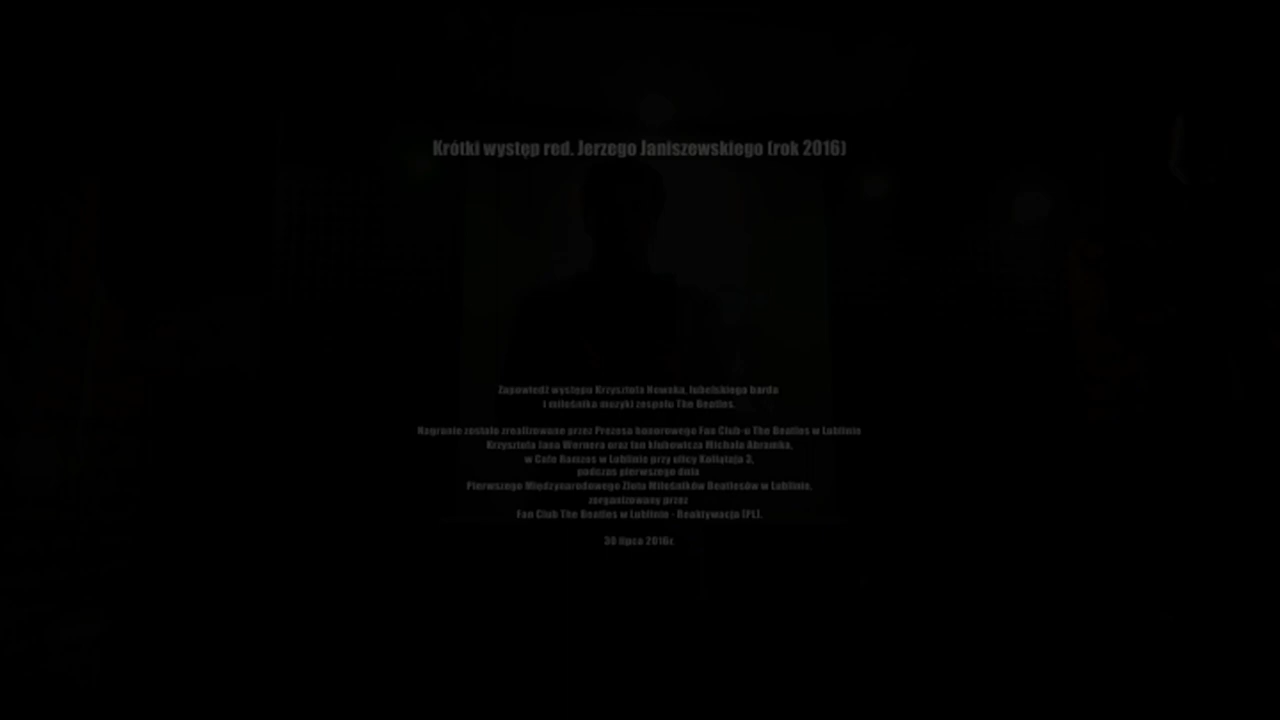 Krótki występ red. Jerzego Janiszewskiego (rok 2016)
Zapowiedź występu Krzysztofa Nowaka, lubelskiego barda
i miłośnika muzyki zespołu The Beatles.
Nagranie zostało zrealizowane przez Prezesa honorowego Fan Club-u The Beatles w Lublinie
Krzysztofa Jana Wernera oraz fan klubowicza Michała Abramka,
w Cafe Hanzes w Lublinie przy ulicy Kołłątaja 3,
podczas pierwszego dnia
Pierwszego Międzynarodowego Zlotu Miłośników Beatlesów w Lublinie,
zorganizowany przez
Fan Club The Beatles w Lublinie - Reaktywacja [PL].
30 lipca 2016r.